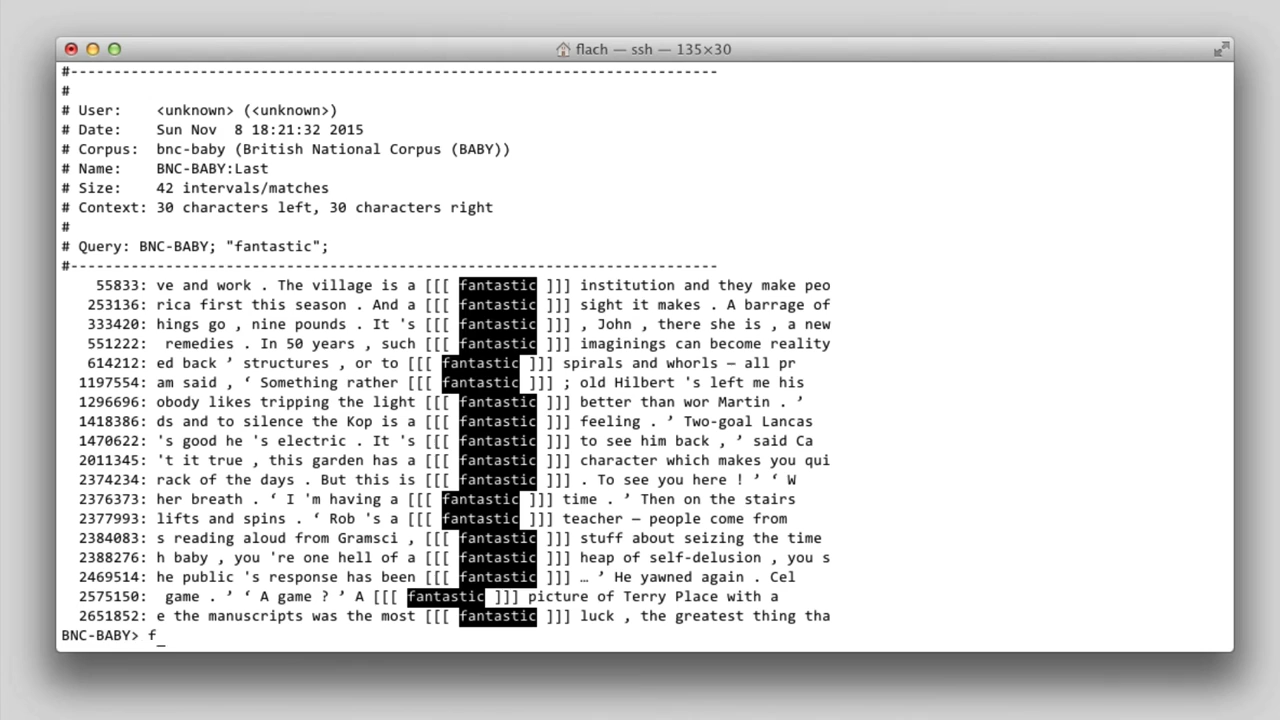 flach — ssh — 135×30
#---------------------------------------------------------------------------
#
# User:    <unknown> (<unknown>)
# Date:    Sun Nov  8 18:21:32 2015
# Corpus:  bnc-baby (British National Corpus (BABY))
# Name:    BNC-BABY:Last
# Size:    42 intervals/matches
# Context: 30 characters left, 30 characters right
#
# Query: BNC-BABY; "fantastic";
#---------------------------------------------------------------------------
55833: ve and work . The village is a [[[ fantastic ]]] institution and they make peo
253136: rica first this season . And a [[[ fantastic ]]] sight it makes . A barrage of
333420: hings go , nine pounds . It 's [[[ fantastic ]]] , John , there she is , a new
551222:  remedies . In 50 years , such [[[ fantastic ]]] imaginings can become reality
614212: ed back ’ structures , or to [[[ fantastic ]]] spirals and whorls — all pr
1197554: am said , ‘ Something rather [[[ fantastic ]]] ; old Hilbert 's left me his
1296696: obody likes tripping the light [[[ fantastic ]]] better than wor Martin . ’
1418386: ds and to silence the Kop is a [[[ fantastic ]]] feeling . ’ Two-goal Lancas
1470622: 's good he 's electric . It 's [[[ fantastic ]]] to see him back , ’ said Ca
2011345: 't it true , this garden has a [[[ fantastic ]]] character which makes you qui
2374234: rack of the days . But this is [[[ fantastic ]]] . To see you here ! ’ ‘ W
2376373: her breath . ‘ I 'm having a [[[ fantastic ]]] time . ’ Then on the stairs
2377993: lifts and spins . ‘ Rob 's a [[[ fantastic ]]] teacher — people come from
2384083: s reading aloud from Gramsci , [[[ fantastic ]]] stuff about seizing the time
2388276: h baby , you 're one hell of a [[[ fantastic ]]] heap of self-delusion , you s
2469514: he public 's response has been [[[ fantastic ]]] … ’ He yawned again . Cel
2575150:  game . ’ ‘ A game ? ’ A [[[ fantastic ]]] picture of Terry Place with a
2651852: e the manuscripts was the most [[[ fantastic ]]] luck , the greatest thing tha
BNC-BABY> f_